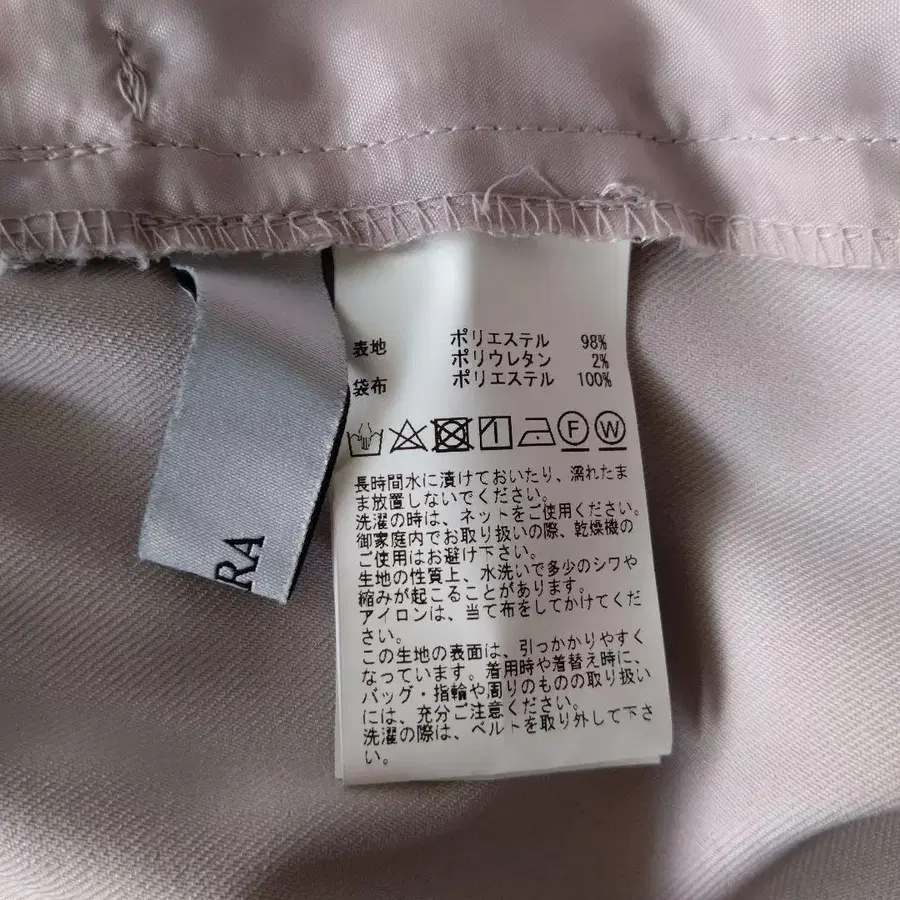 表地 ポリエステル 98%
ポリウレタン 2%
袋布 ポリエステル 100%
F W
長時間水に漬けておいたり、濡れたま
ま放置しないでください。
洗濯の時は、ネットをご使用ください。
御家庭内でお取り扱いの際、乾燥機の
ご使用はお避け下さい。
生地の性質上、水洗いで多少のシワや
縮みが起こることがあります。
アイロンは、当て布をしてかけてくだ
さい。
この生地の表面は、引っかかりやすく
なっています。着用時や着替え時に、
バッグ・指輪や周りのものの取り扱い
には、充分ご注意ください。
洗濯の際は、ベルトを取り外して下さ
い。
RA